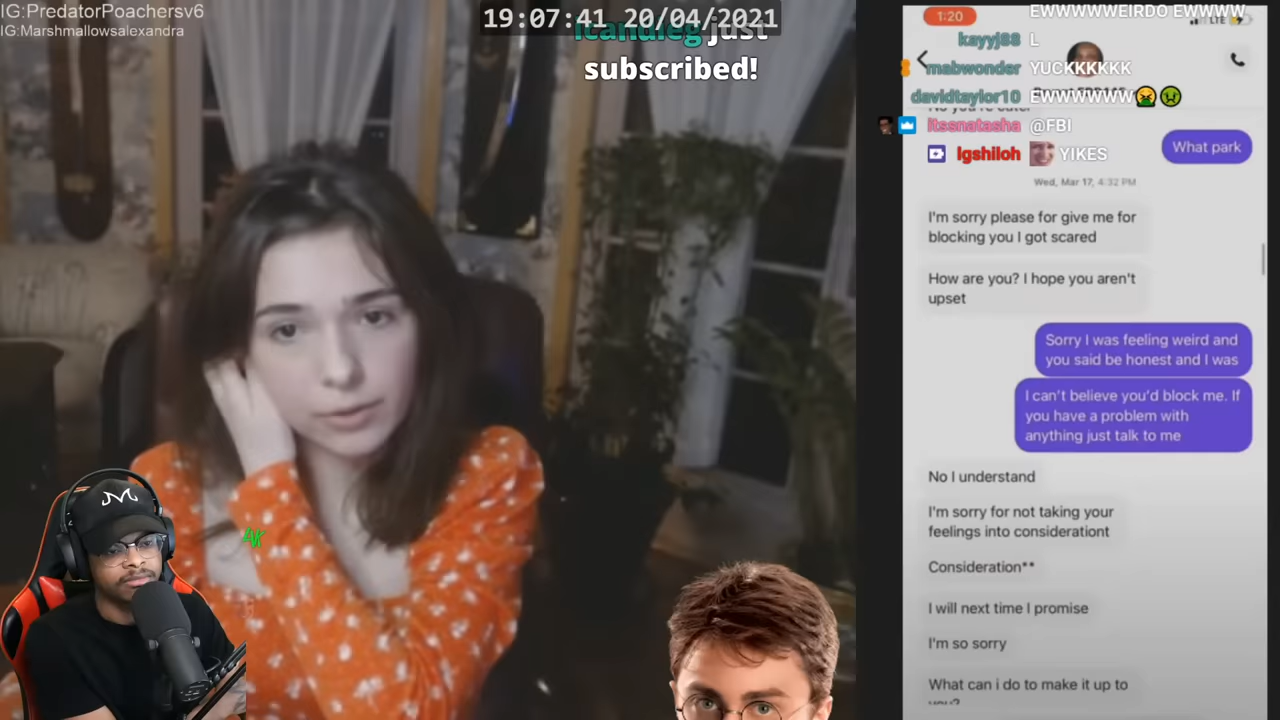 IG:PredatorPoachersv6
IG:Marshmallowsalexandra
19:07:41 20/04/2021
just
subscribed!
1:20
LTE
EWWWWWEIRDO EWWWW
kayyj88 L
mabwonder YUCKKKKKK
davidtaylor10 EWWWWWW
itssnatasha @FBI
lgshiloh YIKES
What park
Wed, Mar 17, 4:32 PM
I'm sorry please for give me for
blocking you I got scared
How are you? I hope you aren't
upset
Sorry I was feeling weird and
you said be honest and I was
I can't believe you'd block me. If
you have a problem with
anything just talk to me
No I understand
I'm sorry for not taking your
feelings into considerationt
Consideration**
I will next time I promise
I'm so sorry
What can i do to make it up to
you?
AK